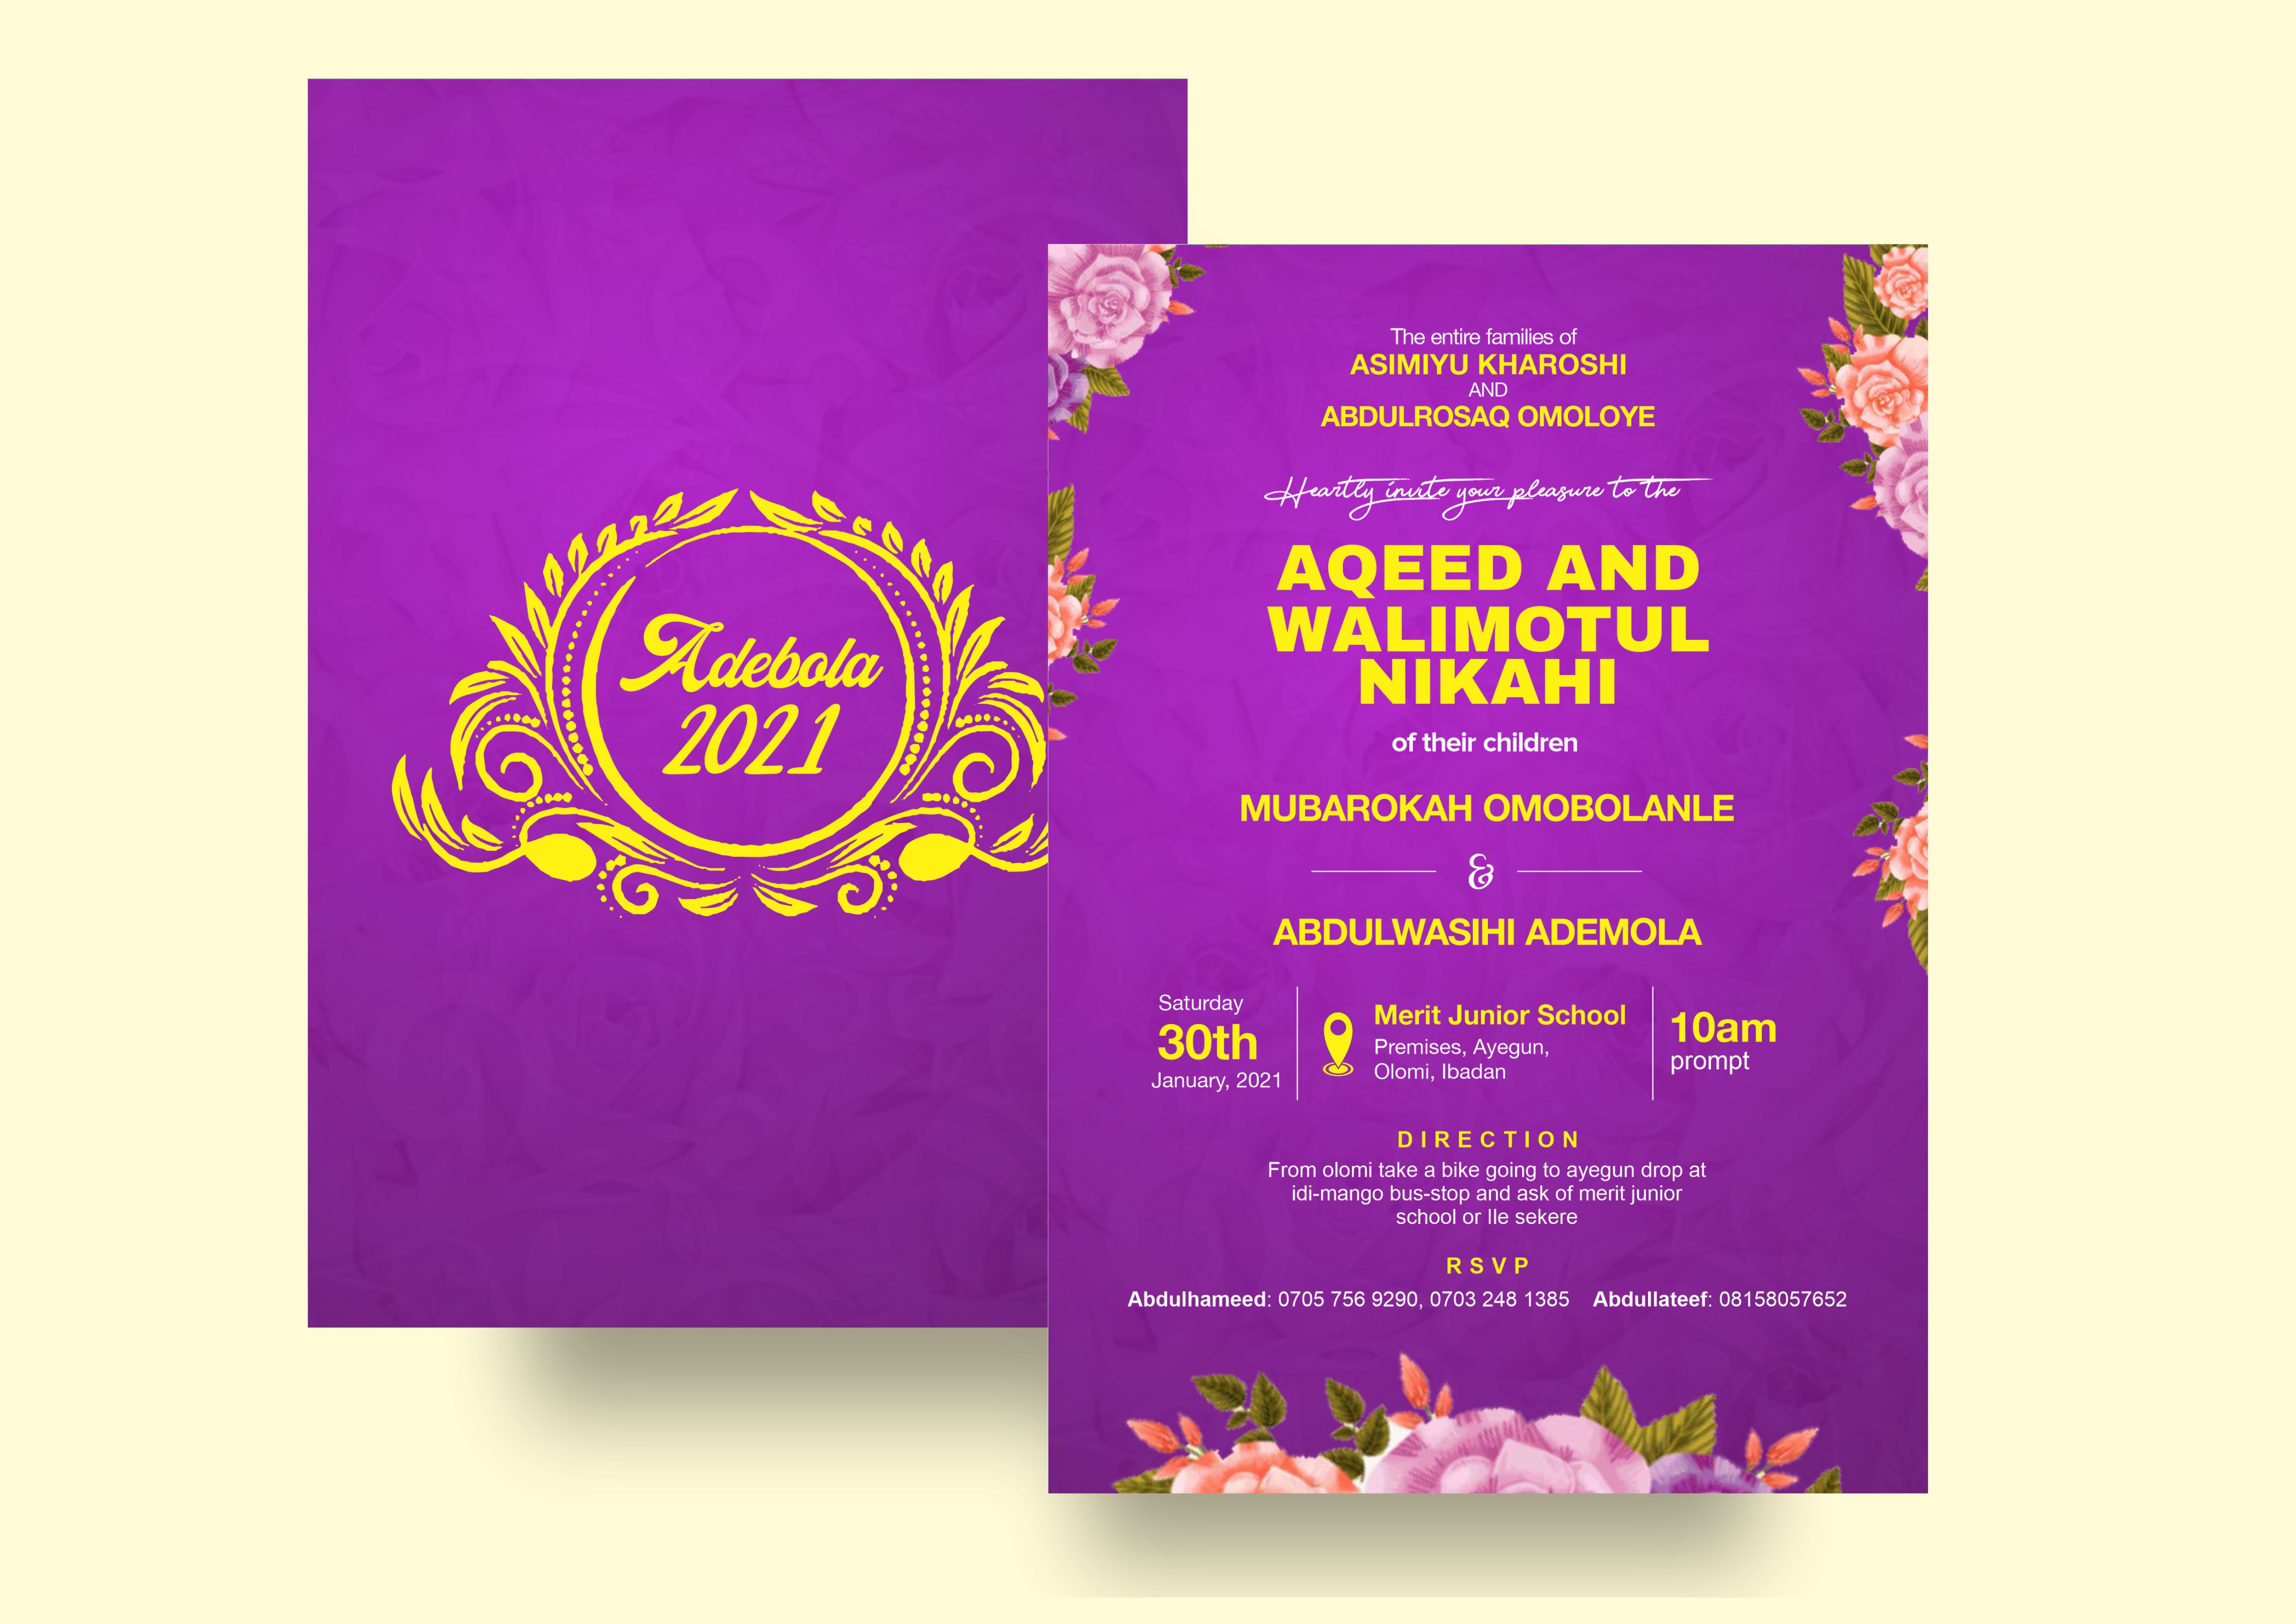 Adebola
2021
The entire families of
ASIMIYU KHAROSHI
AND
ABDULROSAQ OMOLOYE
Heartly invite your pleasure to the
AQEED AND
WALIMOTUL
NIKAHI
of their children
MUBAROKAH OMOBOLANLE
&
ABDULWASIHI ADEMOLA
Saturday
30th
January, 2021
Merit Junior School
Premises, Ayegun,
Olomi, Ibadan
10am
prompt
DIRECTION
From olomi take a bike going to ayegun drop at
idi-mango bus-stop and ask of merit junior
school or Ile sekere
RSVP
Abdulhameed: 0705 756 9290, 0703 248 1385 Abdullateef: 08158057652